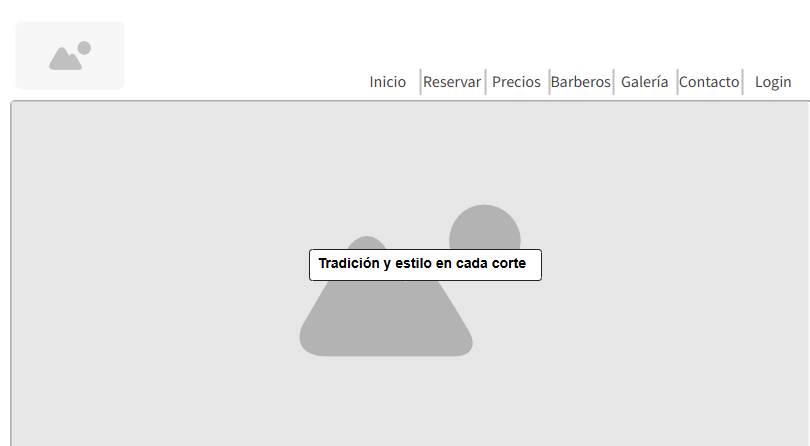 Inicio Reservar Precios Barberos Galería Contacto Login
Tradición y estilo en cada corte